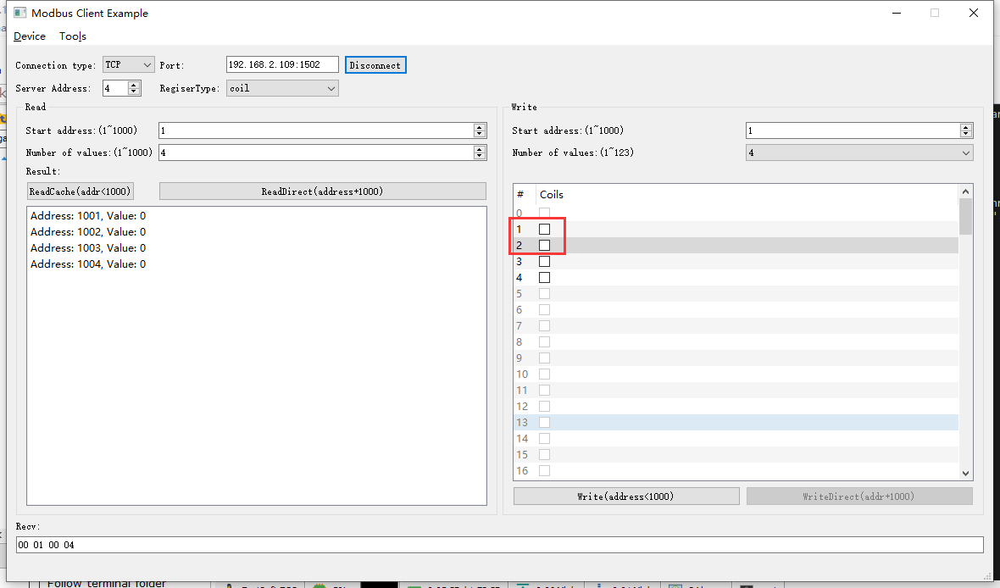 Modbus Client Example
Device Tools
Connection type: TCP Port: 192.168.2.109:1502 Disconnect
Server Address: 4 RegiserType: coil
Read
Start address:(1~1000) 1
Number of values:(1~1000) 4
Result:
ReadCache(addr<1000) ReadDirect(address+1000)
Address: 1001, Value: 0
Address: 1002, Value: 0
Address: 1003, Value: 0
Address: 1004, Value: 0
Write
Start address:(1~1000) 1
Number of values:(1~123) 4
# Coils
0
1
2
3
4
5
6
7
8
9
10
11
12
13
14
15
16
Write(address<1000) WriteDirect(addr+1000)
Recv:
00 01 00 04
Follow terminal folder